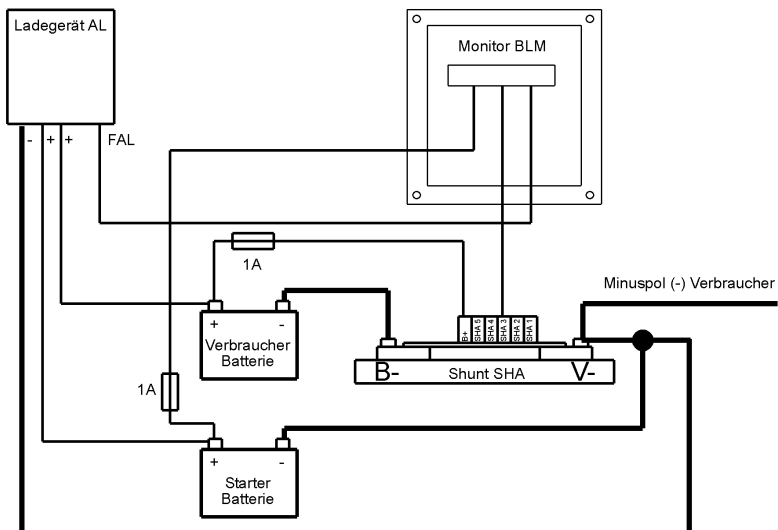 Ladegerät AL
Monitor BLM
- + + FAL
1A
Minuspol (-) Verbraucher
+ -
Verbraucher
Batterie
B+ SHA 5 SHA 4 SHA 3 SHA 2 SHA 1
B- Shunt SHA V-
1A
+ -
Starter
Batterie